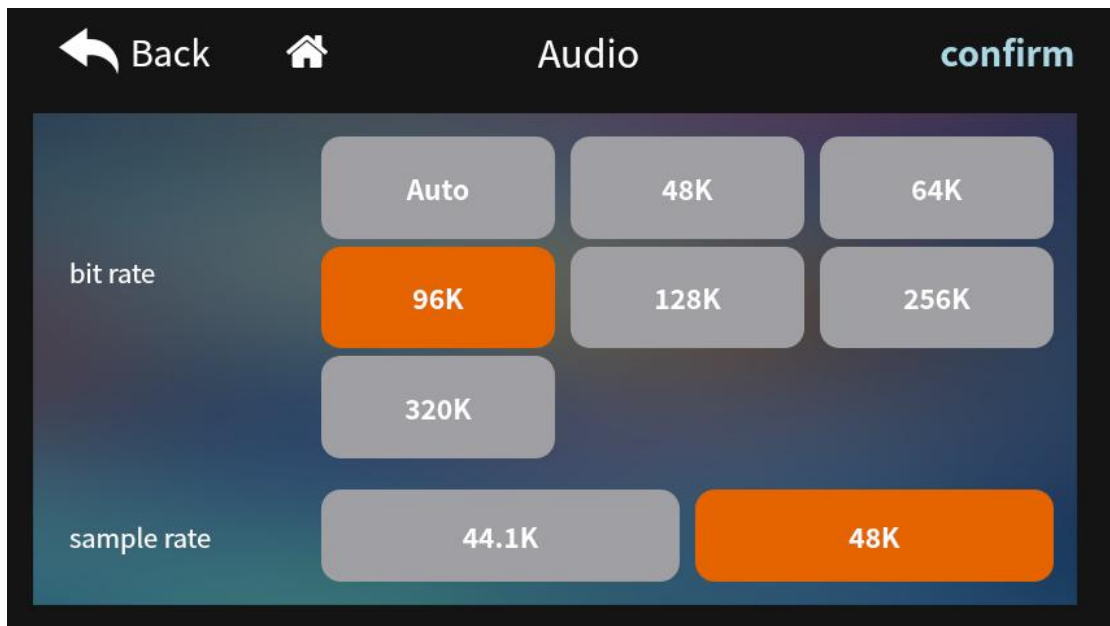 Back
Audio
confirm
bit rate
Auto
48K
64K
96K
128K
256K
320K
sample rate
44.1K
48K